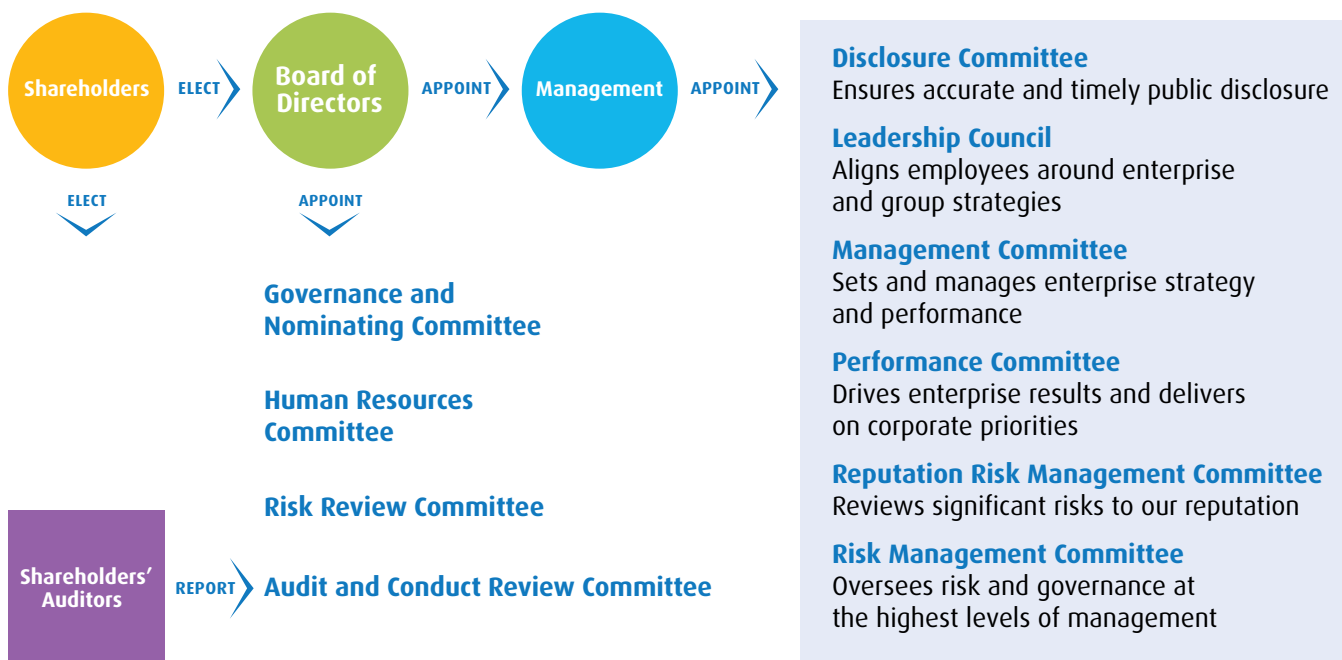 Shareholders
ELECT
Board of
Directors
APPOINT
Management
APPOINT
ELECT
APPOINT
Governance and
Nominating Committee
Human Resources
Committee
Risk Review Committee
Shareholders’
Auditors
REPORT
Audit and Conduct Review Committee
Disclosure Committee
Ensures accurate and timely public disclosure
Leadership Council
Aligns employees around enterprise
and group strategies
Management Committee
Sets and manages enterprise strategy
and performance
Performance Committee
Drives enterprise results and delivers
on corporate priorities
Reputation Risk Management Committee
Reviews significant risks to our reputation
Risk Management Committee
Oversees risk and governance at
the highest levels of management